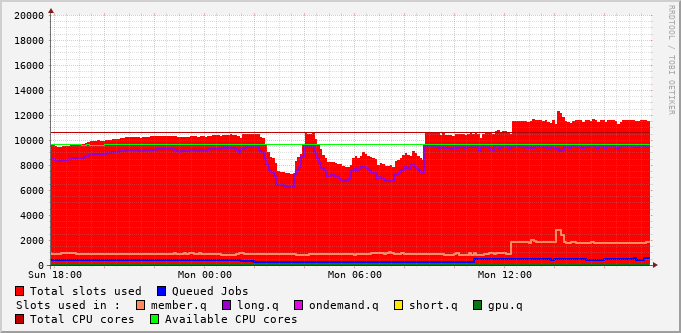 20000
18000
16000
14000
12000
10000
8000
6000
4000
2000
0
Sun 18:00 Mon 00:00 Mon 06:00 Mon 12:00
RRDTOOL / TOBI OETIKER
Total slots used Queued Jobs
Slots used in : member.q long.q ondemand.q short.q gpu.q
Total CPU cores Available CPU cores